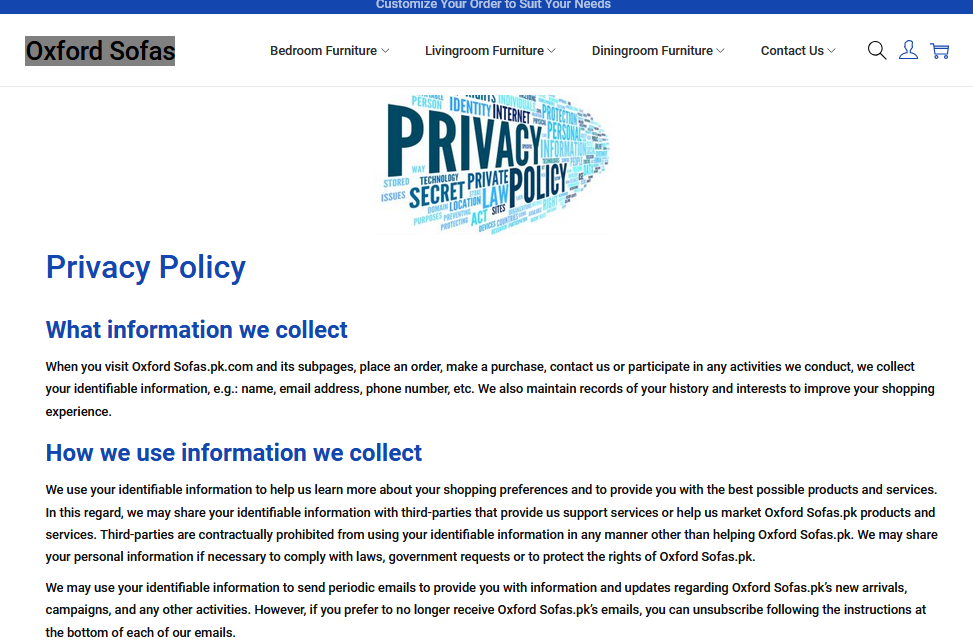 Customize Your Order to Suit Your Needs
Oxford Sofas
Bedroom Furniture
Livingroom Furniture
Diningroom Furniture
Contact Us
PERSON
IDENTITY
INTERNET
INDIVIDUAL
PROTECTION
PERSONAL
INFORMATION
PRIVACY
WAY
STORED
TECHNOLOGY
PRIVATE
POLICY
ISSUES
SECRET
LAW
DOMAIN
LOCATION
SITES
PURPOSES
PREVENTING
ACT
RIGHT
PROTECTING
DEVICES
COUNTRIES
Privacy Policy
What information we collect
When you visit Oxford Sofas.pk.com and its subpages, place an order, make a purchase, contact us or participate in any activities we conduct, we collect
your identifiable information, e.g.: name, email address, phone number, etc. We also maintain records of your history and interests to improve your shopping
experience.
How we use information we collect
We use your identifiable information to help us learn more about your shopping preferences and to provide you with the best possible products and services.
In this regard, we may share your identifiable information with third-parties that provide us support services or help us market Oxford Sofas.pk products and
services. Third-parties are contractually prohibited from using your identifiable information in any manner other than helping Oxford Sofas.pk. We may share
your personal information if necessary to comply with laws, government requests or to protect the rights of Oxford Sofas.pk.
We may use your identifiable information to send periodic emails to provide you with information and updates regarding Oxford Sofas.pk’s new arrivals,
campaigns, and any other activities. However, if you prefer to no longer receive Oxford Sofas.pk’s emails, you can unsubscribe following the instructions at
the bottom of each of our emails.